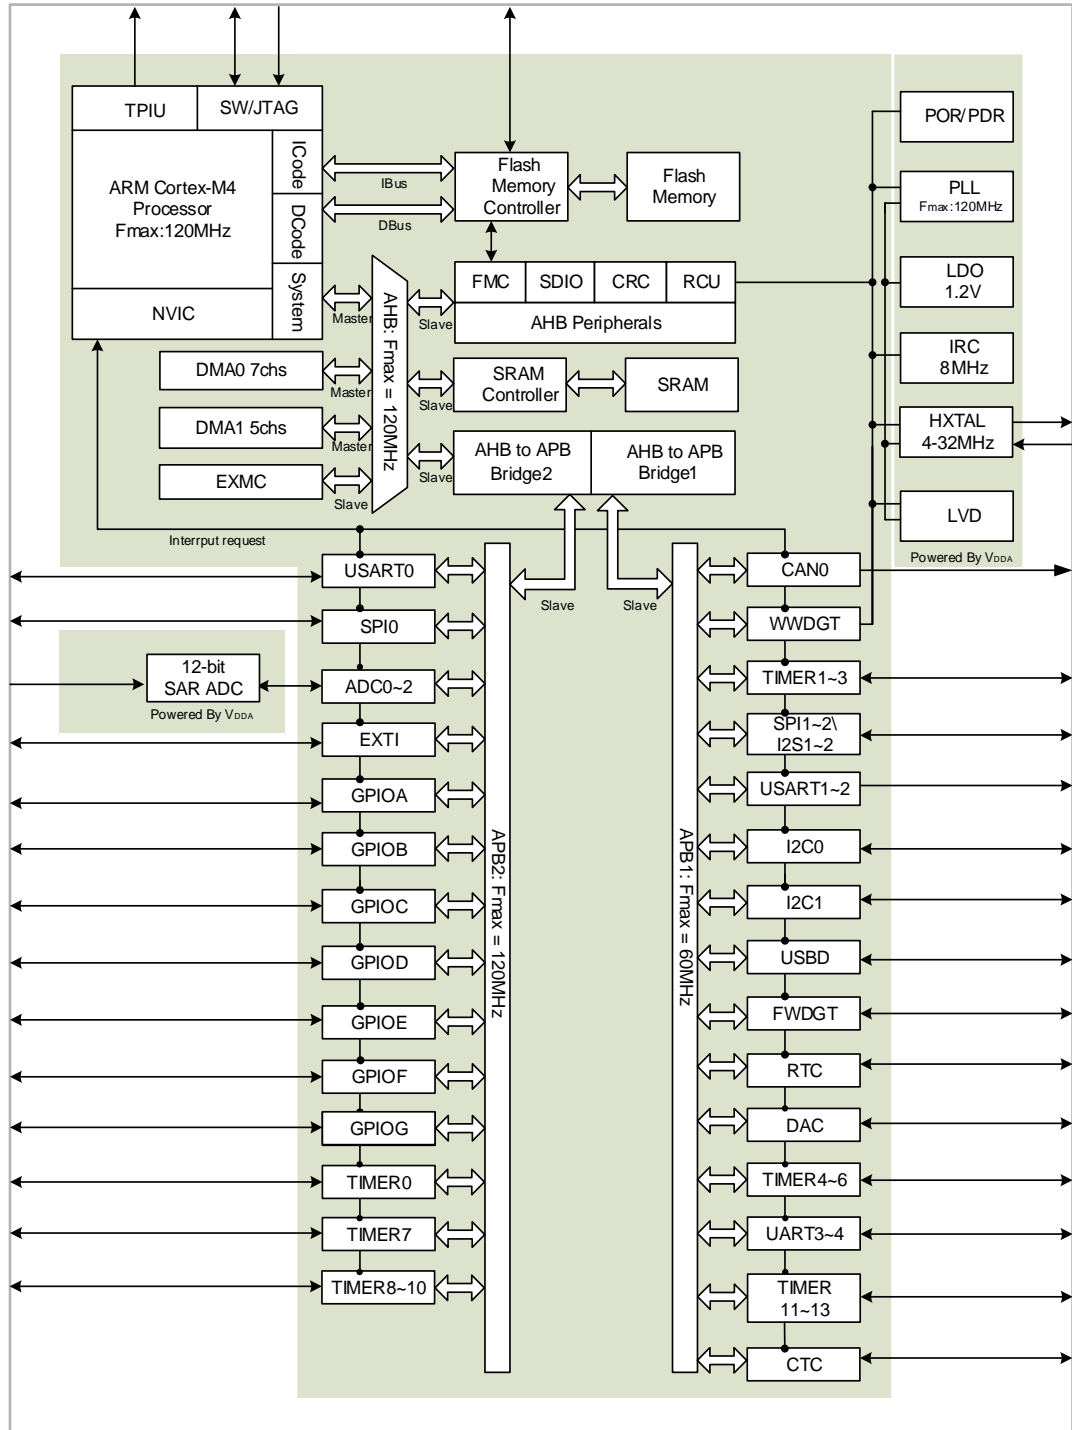 TPIU
SW/JTAG
ARM Cortex-M4
Processor
Fmax:120MHz
ICode
DCode
System
NVIC
IBus
DBus
Flash
Memory
Controller
Flash
Memory
POR/PDR
PLL
Fmax:120MHz
LDO
1.2V
IRC
8MHz
HXTAL
4-32MHz
LVD
Powered By VDDA
FMC
SDIO
CRC
RCU
AHB Peripherals
Master
Slave
AHB: Fmax = 120MHz
DMA0 7chs
Master
Slave
SRAM
Controller
SRAM
DMA1 5chs
Master
Slave
AHB to APB
Bridge2
AHB to APB
Bridge1
EXMC
Slave
Interrput request
USART0
SPI0
12-bit
SAR ADC
Powered By VDDA
ADC0~2
EXTI
GPIOA
GPIOB
GPIOC
GPIOD
GPIOE
GPIOF
GPIOG
TIMER0
TIMER7
TIMER8~10
APB2: Fmax = 120MHz
Slave
Slave
APB1: Fmax = 60MHz
CAN0
WWDGT
TIMER1~3
SPI1~2\
I2S1~2
USART1~2
I2C0
I2C1
USBD
FWDGT
RTC
DAC
TIMER4~6
UART3~4
TIMER
11~13
CTC